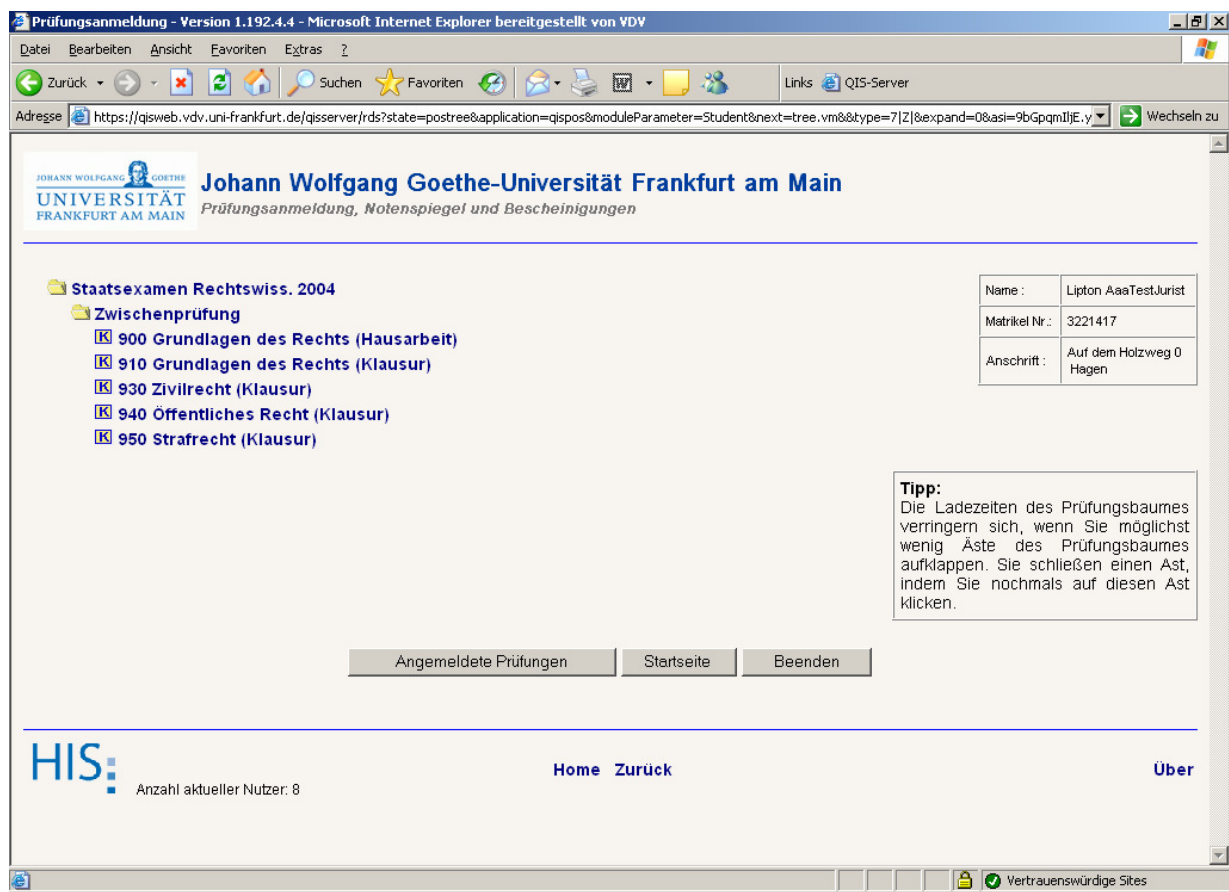 Prüfungsanmeldung - Version 1.192.4.4 - Microsoft Internet Explorer bereitgestellt von VDV
Datei Bearbeiten Ansicht Favoriten Extras ?
Zurück Suchen Favoriten Links QIS-Server
Adresse https://qisweb.vdv.uni-frankfurt.de/qisserver/rds?state=postree&application=qispos&moduleParameter=Student&next=tree.vm&&type=7|Z|&expand=0&asi=9bGpqmIljE.y Wechseln zu
JOHANN WOLFGANG GOETHE
UNIVERSITÄT
FRANKFURT AM MAIN
Johann Wolfgang Goethe-Universität Frankfurt am Main
Prüfungsanmeldung, Notenspiegel und Bescheinigungen
Staatsexamen Rechtswiss. 2004
Zwischenprüfung
K 900 Grundlagen des Rechts (Hausarbeit)
K 910 Grundlagen des Rechts (Klausur)
K 930 Zivilrecht (Klausur)
K 940 Öffentliches Recht (Klausur)
K 950 Strafrecht (Klausur)
Name : Lipton AaaTestJurist
Matrikel Nr.: 3221417
Anschrift : Auf dem Holzweg 0
Hagen
Tipp:
Die Ladezeiten des Prüfungsbaumes
verringern sich, wenn Sie möglichst
wenig Äste des Prüfungsbaumes
aufklappen. Sie schließen einen Ast,
indem Sie nochmals auf diesen Ast
klicken.
Angemeldete Prüfungen Startseite Beenden
HIS:
Anzahl aktueller Nutzer: 8
Home Zurück
Über
Vertrauenswürdige Sites